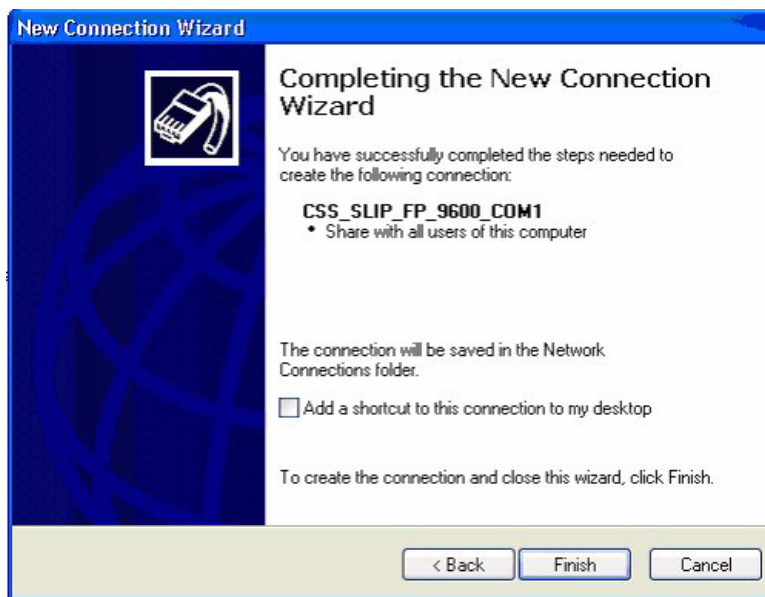 New Connection Wizard
Completing the New Connection
Wizard
You have successfully completed the steps needed to
create the following connection:
CSS_SLIP_FP_9600_COM1
• Share with all users of this computer
The connection will be saved in the Network
Connections folder.
Add a shortcut to this connection to my desktop
To create the connection and close this wizard, click Finish.
< Back Finish Cancel